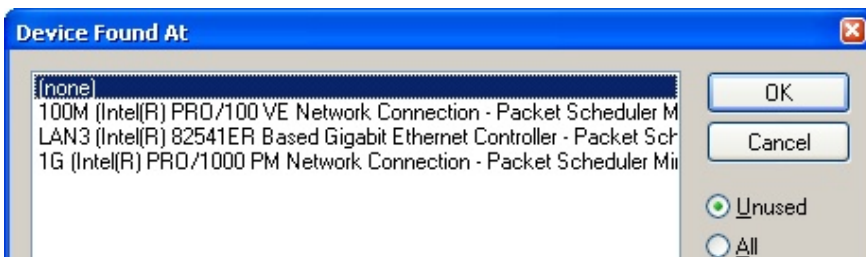 Device Found At
(none)
100M (Intel(R) PRO/100 VE Network Connection - Packet Scheduler M
LAN3 (Intel(R) 82541ER Based Gigabit Ethernet Controller - Packet Sch
1G (Intel(R) PRO/1000 PM Network Connection - Packet Scheduler Mir
OK
Cancel
Unused
All